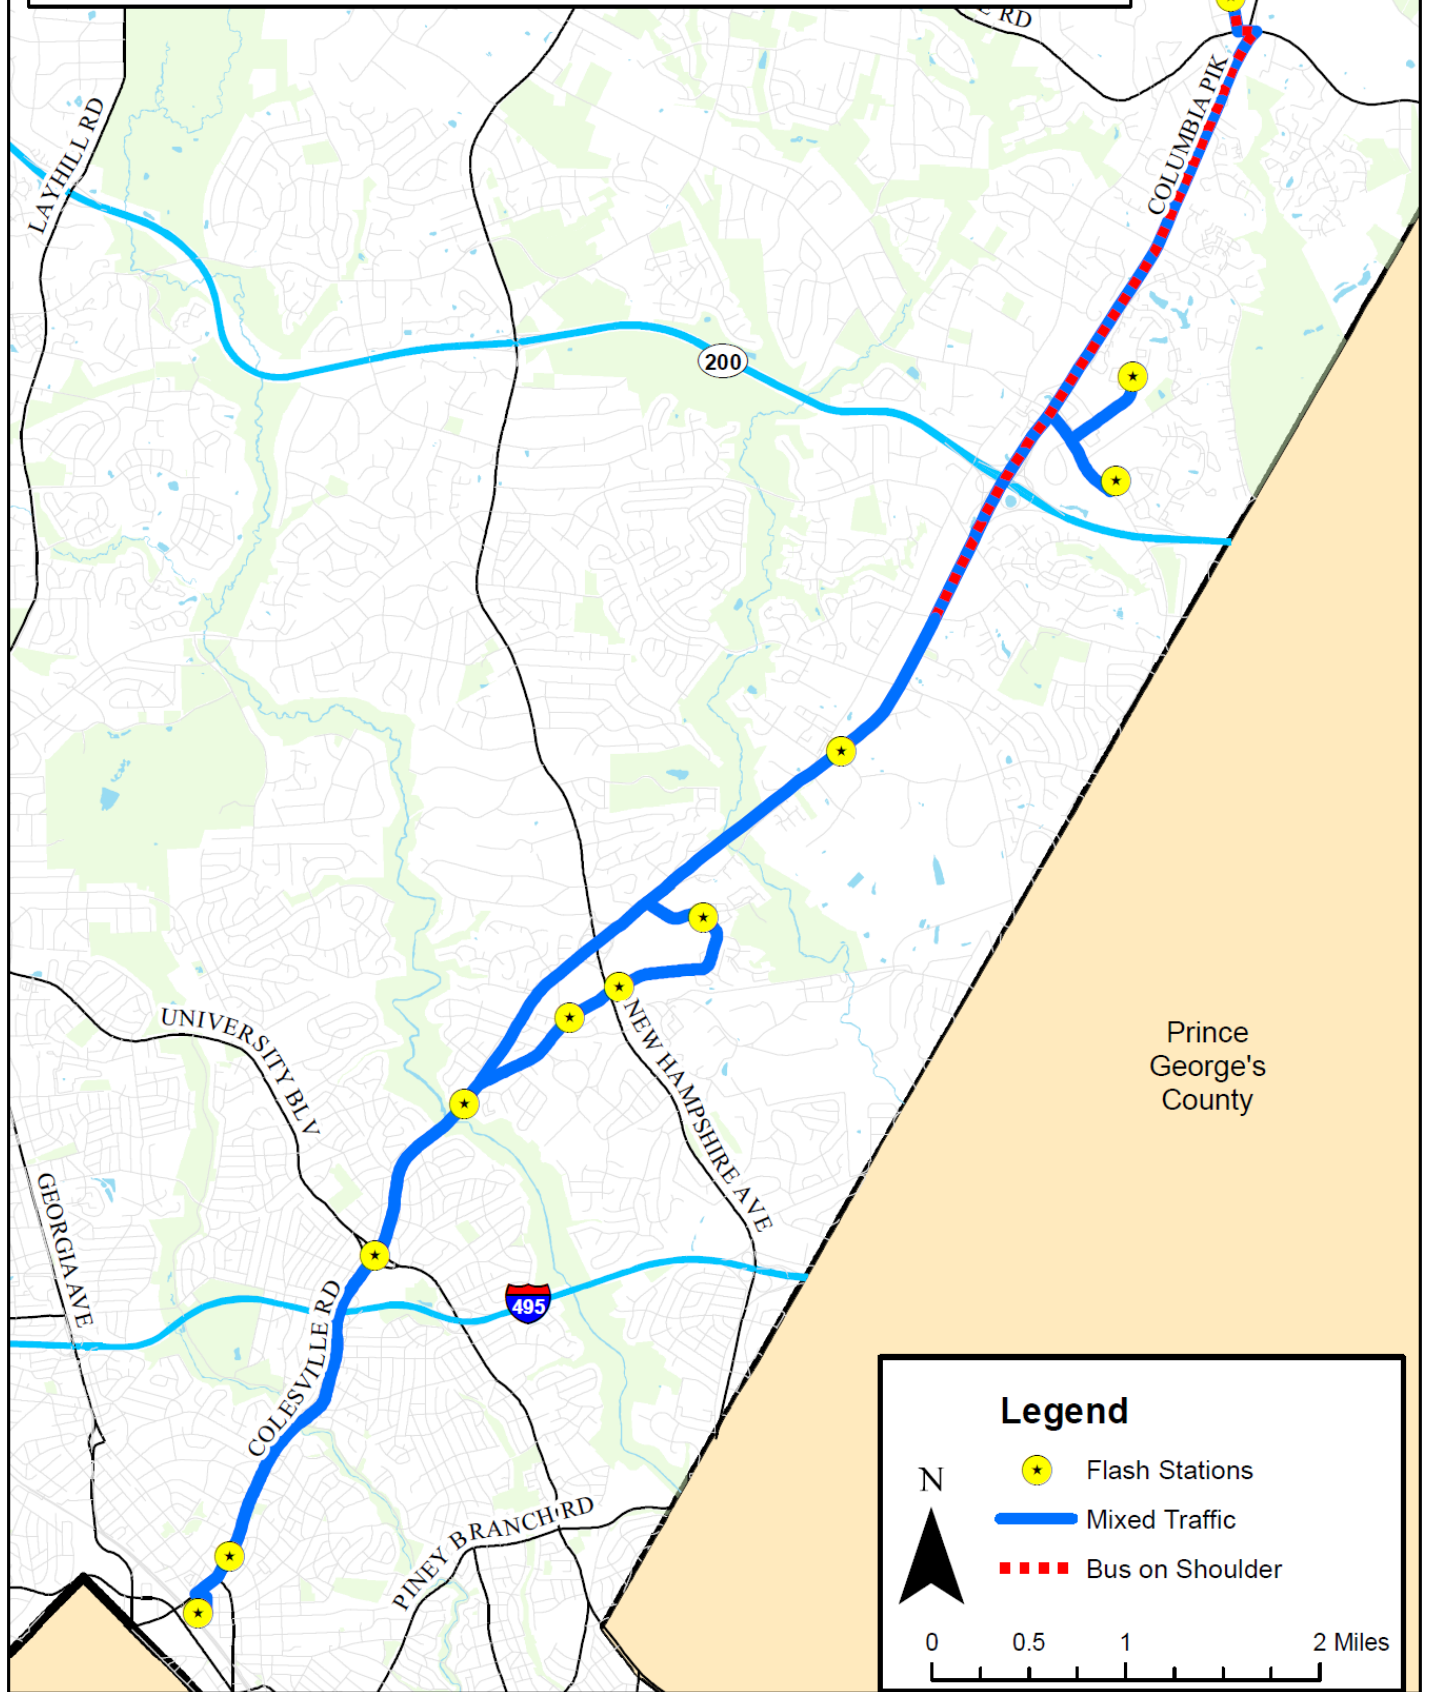 E RD
COLUMBIA PIK
LAYHILL RD
200
UNIVERSITY BLV
NEW HAMPSHIRE AVE
Prince
George's
County
GEORGIA AVE
495
COLESVILLE RD
PINEY BRANCH RD
Legend
N
Flash Stations
Mixed Traffic
Bus on Shoulder
0 0.5 1 2 Miles